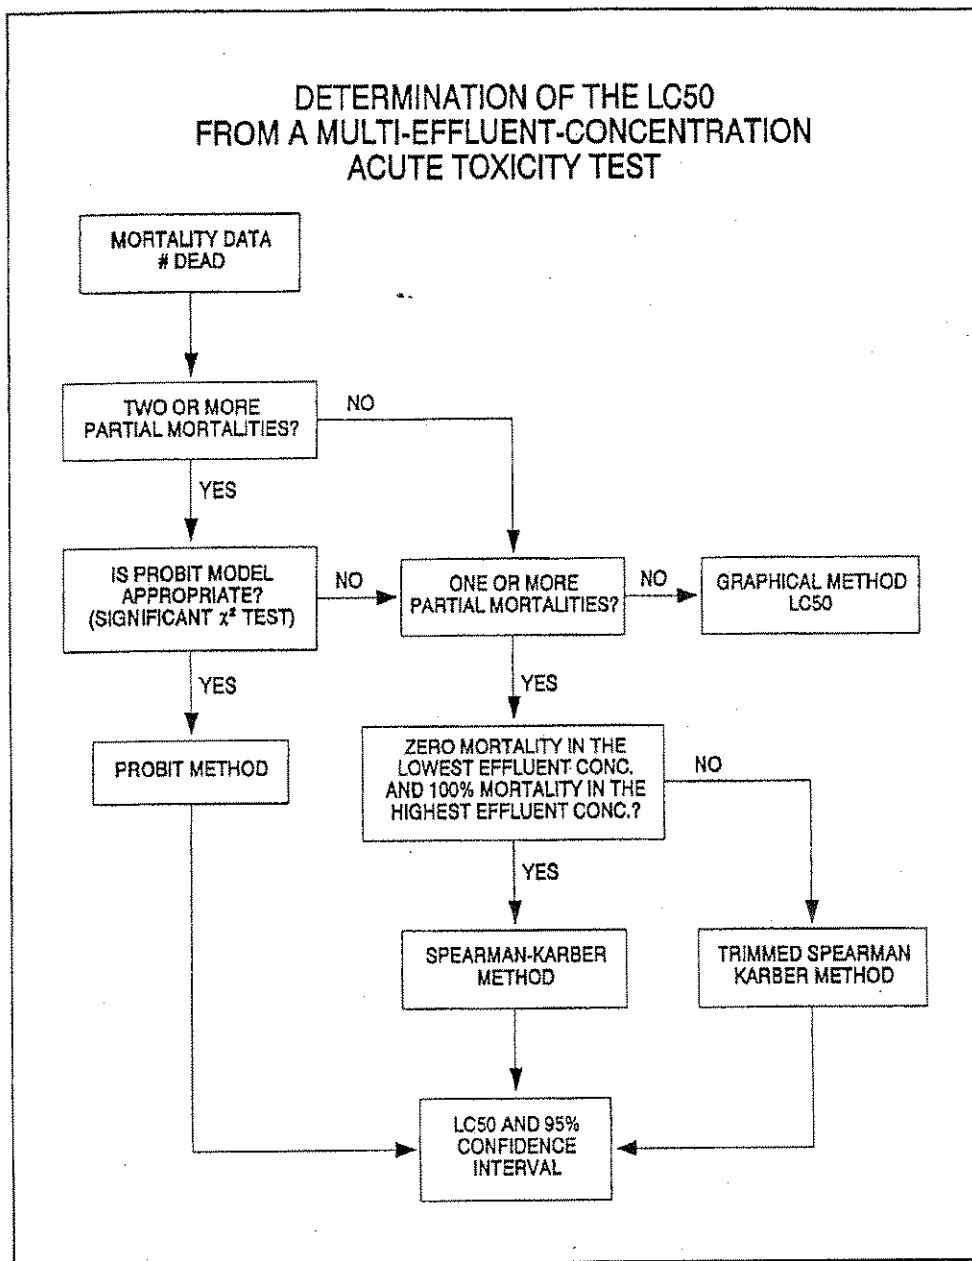 DETERMINATION OF THE LC50
FROM A MULTI-EFFLUENT-CONCENTRATION
ACUTE TOXICITY TEST
MORTALITY DATA
# DEAD
TWO OR MORE
PARTIAL MORTALITIES?
NO
YES
IS PROBIT MODEL
APPROPRIATE?
(SIGNIFICANT χ² TEST)
NO
ONE OR MORE
PARTIAL MORTALITIES?
NO
GRAPHICAL METHOD
LC50
YES
YES
PROBIT METHOD
ZERO MORTALITY IN THE
LOWEST EFFLUENT CONC.
AND 100% MORTALITY IN THE
HIGHEST EFFLUENT CONC.?
NO
YES
SPEARMAN-KARBER
METHOD
TRIMMED SPEARMAN
KARBER METHOD
LC50 AND 95%
CONFIDENCE
INTERVAL